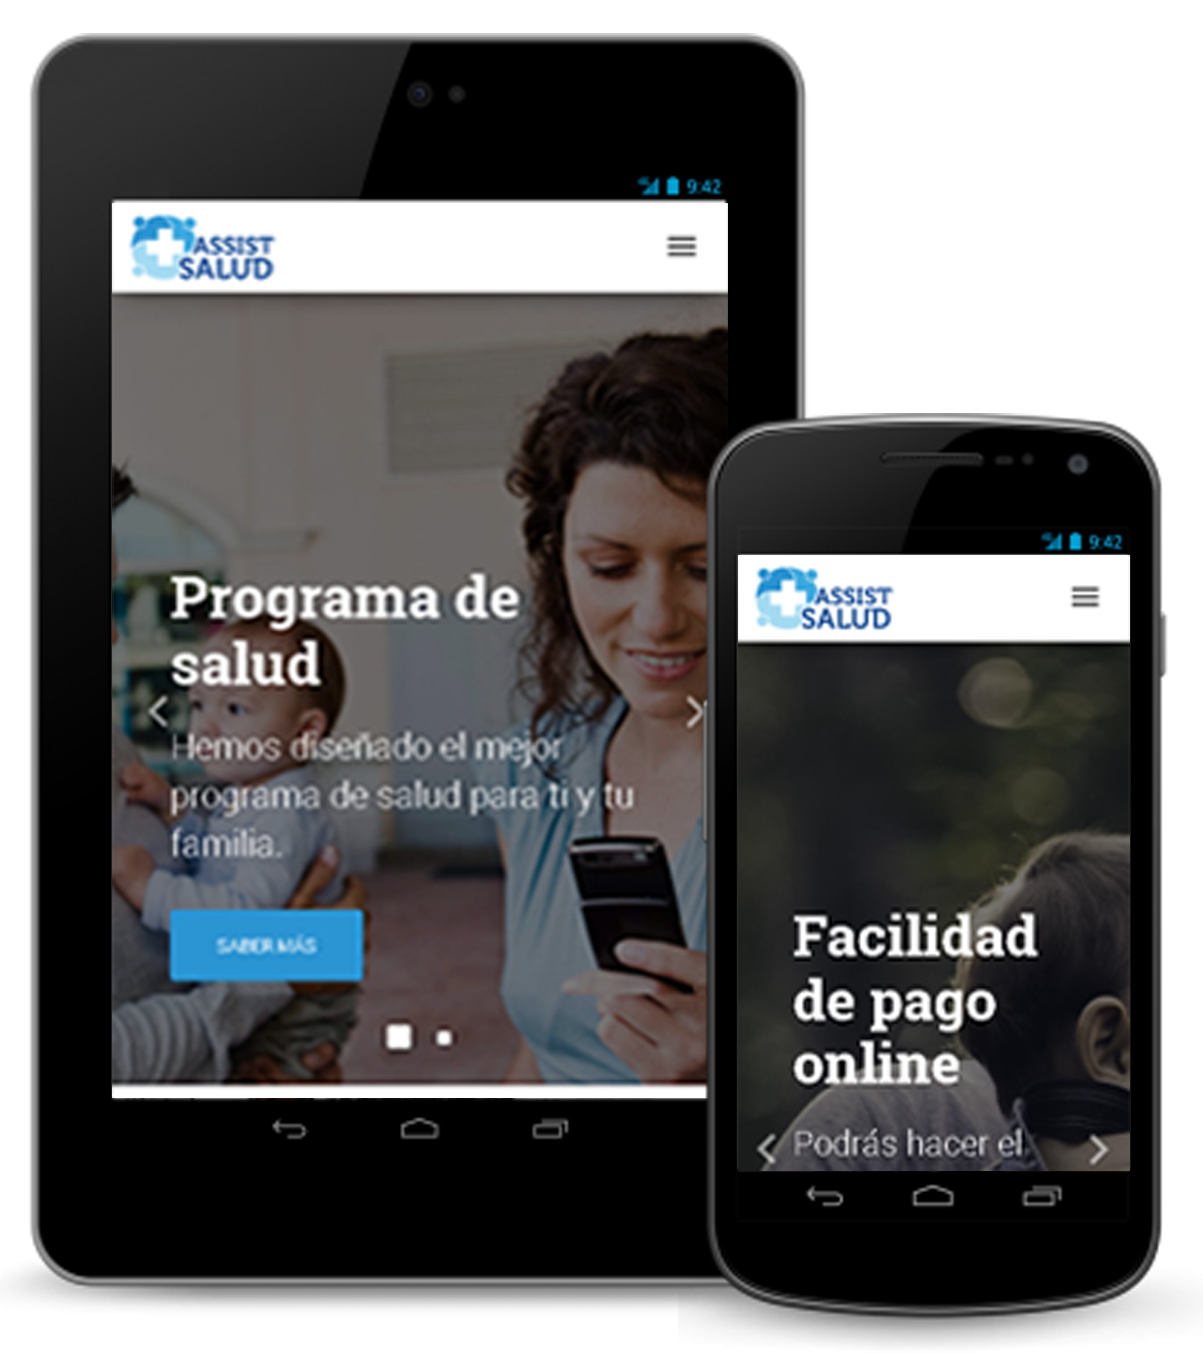 9:42
ASSIST
SALUD
Programa de
salud
Hemos diseñado el mejor
programa de salud para ti y tu
familia.
SABER MÁS
9:42
ASSIST
SALUD
Facilidad
de pago
online
Podrás hacer el